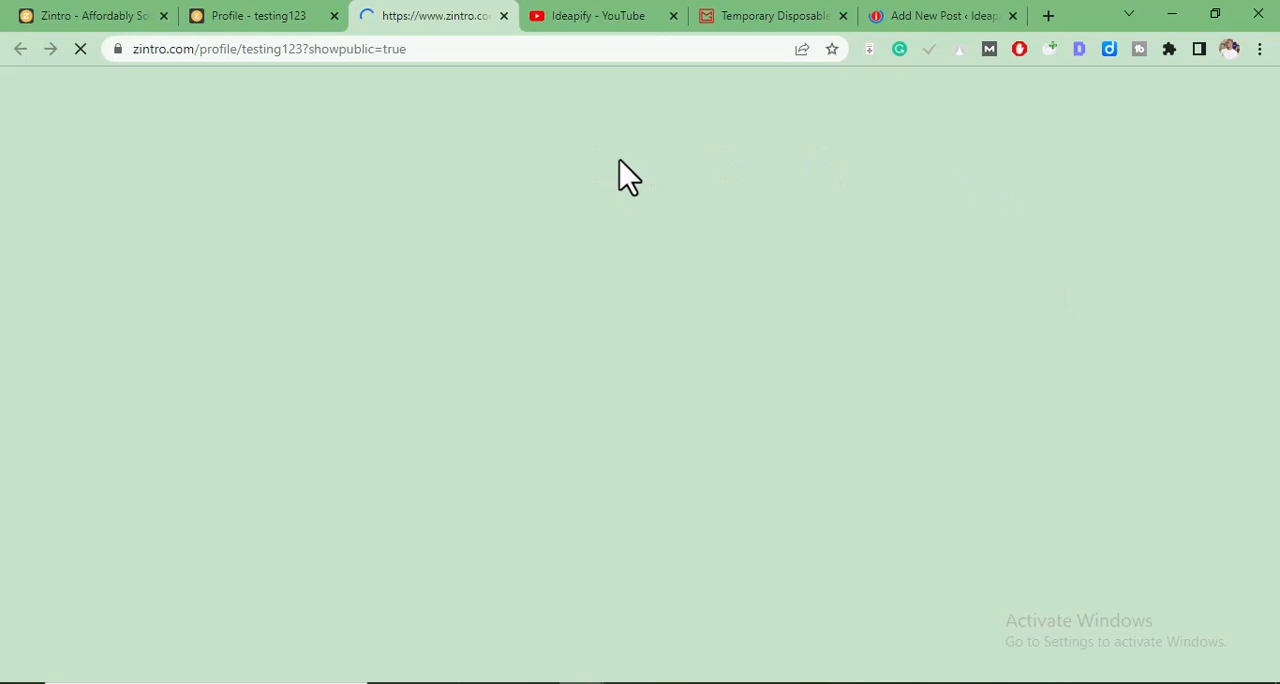 Zintro - Affordably So
Profile - testing123
https://www.zintro.co
Ideapify - YouTube
Temporary Disposable
Add New Post ‹ Ideap
zintro.com/profile/testing123?showpublic=true
Activate Windows
Go to Settings to activate Windows.